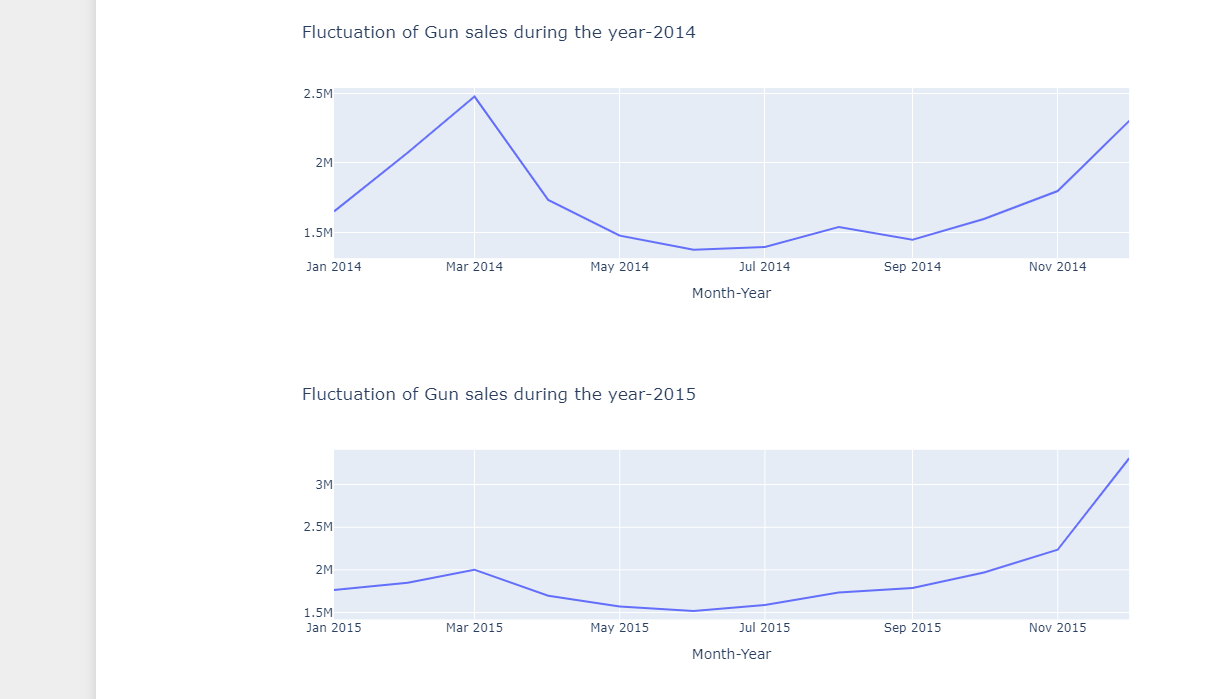 Fluctuation of Gun sales during the year-2014
2.5M
2M
1.5M
Jan 2014 Mar 2014 May 2014 Jul 2014 Sep 2014 Nov 2014
Month-Year
Fluctuation of Gun sales during the year-2015
3M
2.5M
2M
1.5M
Jan 2015 Mar 2015 May 2015 Jul 2015 Sep 2015 Nov 2015
Month-Year